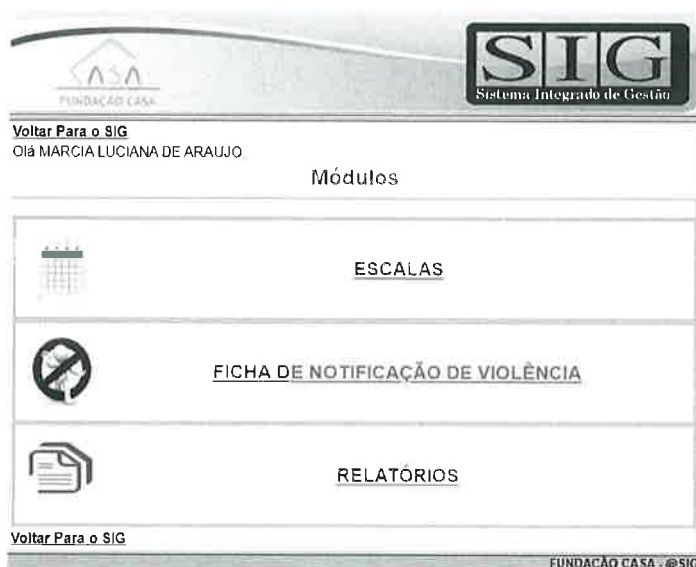 CASA
FUNDAÇÃO CASA
SIG
Sistema Integrado de Gestão
Voltar Para o SIG
Olá MARCIA LUCIANA DE ARAUJO
Módulos
ESCALAS
FICHA DE NOTIFICAÇÃO DE VIOLÊNCIA
RELATÓRIOS
Voltar Para o SIG
FUNDAÇÃO CASA - @SIG